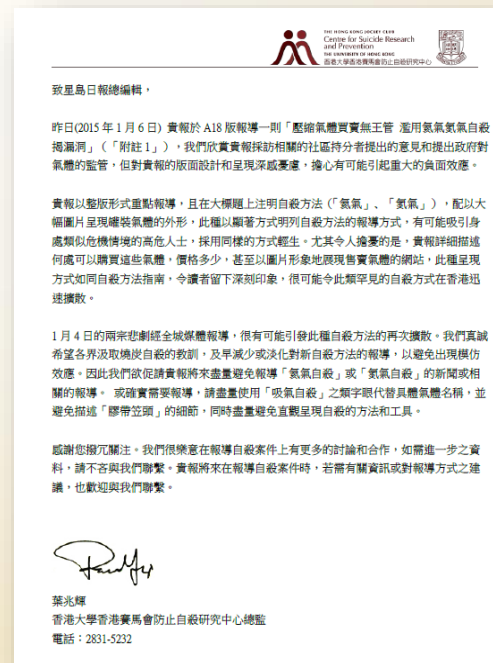 THE HONG KONG JOCKEY CLUB
Centre for Suicide Research
and Prevention
THE UNIVERSITY OF HONG KONG
香港大學香港賽馬會防止自殺研究中心
致星島日報總編輯,
昨日(2015 年 1 月 6 日) 貴報於 A18 版報導一則「壓縮氣體買賣無王管 濫用氦氣氮氣自殺
揭漏洞」(「附註 1」),我們欣賞貴報採訪相關的社區持分者提出的意見和提出政府對
氣體的監管,但對貴報的版面設計和呈現深感憂慮,擔心有可能引起重大的負面效應。
貴報以整版形式重點報導,且在大標題上注明自殺方法(「氦氣」、「氮氣」),配以大
幅圖片呈現罐裝氣體的外形,此種以顯著方式明列自殺方法的報導方式,有可能吸引身
處類似危機情境的高危人士,採用同樣的方式輕生。尤其令人擔憂的是,貴報詳細描述
何處可以購買這些氣體,價格多少,甚至以圖片形象地展現售賣氣體的網站,此種呈現
方式如同自殺方法指南,令讀者留下深刻印象,很可能令此類罕見的自殺方式在香港迅
速擴散。
1 月 4 日的兩宗悲劇經全城媒體報導,很有可能引發此種自殺方法的再次擴散。我們真誠
希望各界汲取燒炭自殺的教訓,及早減少或淡化對新自殺方法的報導,以避免出現模仿
效應。因此我們欲促請貴報將來盡量避免報導「氦氣自殺」或「氮氣自殺」的新聞或相
關的報導。 或確實需要報導,請盡量使用「吸氣自殺」之類字眼代替具體氣體名稱,並
避免描述「膠帶笠頭」的細節,同時盡量避免直觀呈現自殺的方法和工具。
感謝您撥冗關注。我們很樂意在報導自殺案件上有更多的討論和合作,如需進一步之資
料,請不吝與我們聯繫。貴報將來在報導自殺案件時,若需有關資訊或對報導方式之建
議,也歡迎與我們聯繫。
葉兆輝
香港大學香港賽馬會防止自殺研究中心總監
電話:2831-5232